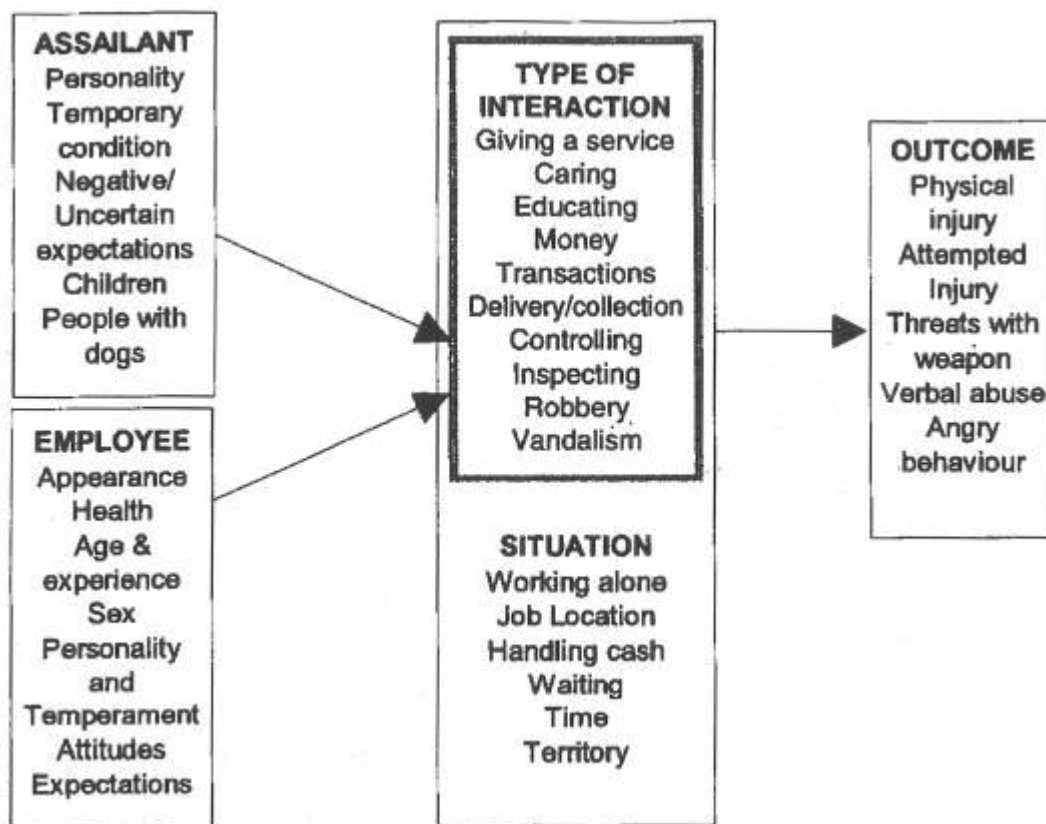 ASSAILANT
Personality
Temporary
condition
Negative/
Uncertain
expectations
Children
People with
dogs
EMPLOYEE
Appearance
Health
Age &
experience
Sex
Personality
and
Temperament
Attitudes
Expectations
TYPE OF
INTERACTION
Giving a service
Caring
Educating
Money
Transactions
Delivery/collection
Controlling
Inspecting
Robbery
Vandalism
SITUATION
Working alone
Job Location
Handling cash
Waiting
Time
Territory
OUTCOME
Physical
injury
Attempted
Injury
Threats with
weapon
Verbal abuse
Angry
behaviour